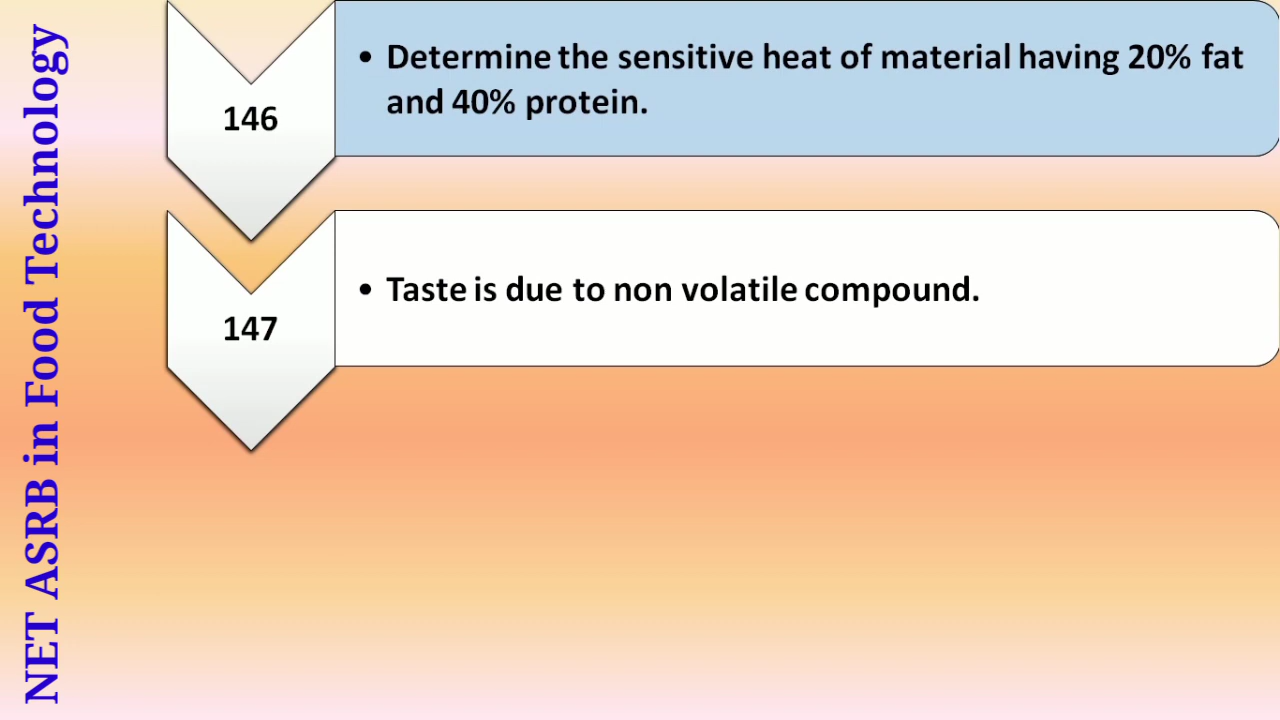 NET ASRB in Food Technology
146
• Determine the sensitive heat of material having 20% fat
and 40% protein.
147
• Taste is due to non volatile compound.